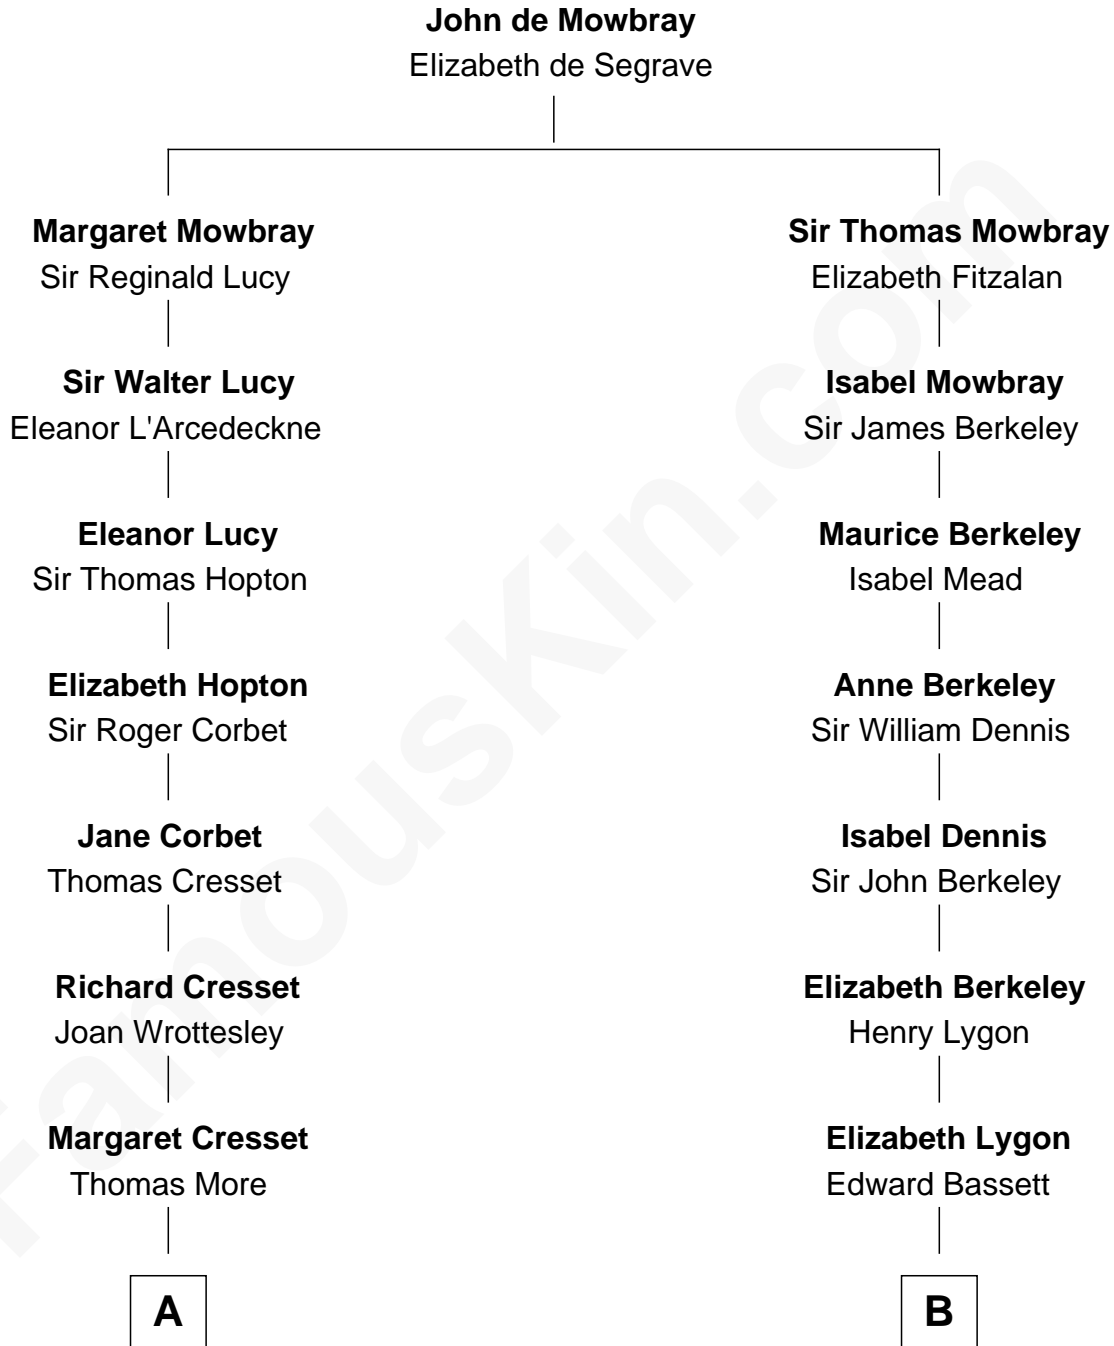 John de Mowbray
Elizabeth de Segrave
Margaret Mowbray
Sir Reginald Lucy
Sir Thomas Mowbray
Elizabeth Fitzalan
Sir Walter Lucy
Eleanor L'Arcedeckne
Isabel Mowbray
Sir James Berkeley
Eleanor Lucy
Sir Thomas Hopton
Maurice Berkeley
Isabel Mead
Elizabeth Hopton
Sir Roger Corbet
Anne Berkeley
Sir William Dennis
Jane Corbet
Thomas Cresset
Isabel Dennis
Sir John Berkeley
Richard Cresset
Joan Wrottesley
Elizabeth Berkeley
Henry Lygon
Margaret Cresset
Thomas More
Elizabeth Lygon
Edward Bassett
A
B
FamousKin.com